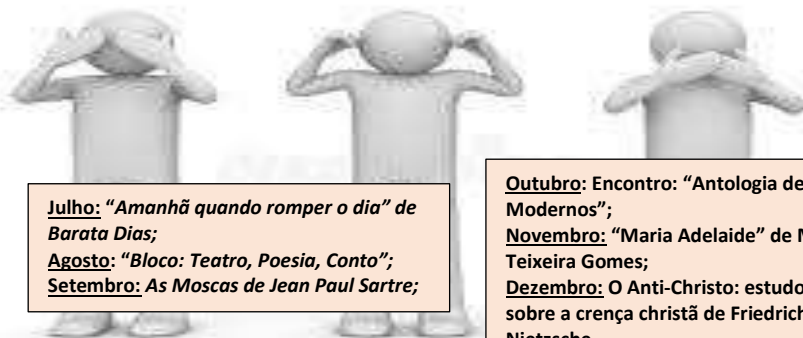 Julho: “Amanhã quando romper o dia” de
Barata Dias;
Agosto: “Bloco: Teatro, Poesia, Conto”;
Setembro: As Moscas de Jean Paul Sartre;
Outubro: Encontro: “Antologia de
Modernos”;
Novembro: “Maria Adelaide” de
Teixeira Gomes;
Dezembro: O Anti-Christo: estudo
sobre a crença christã de Friedrich